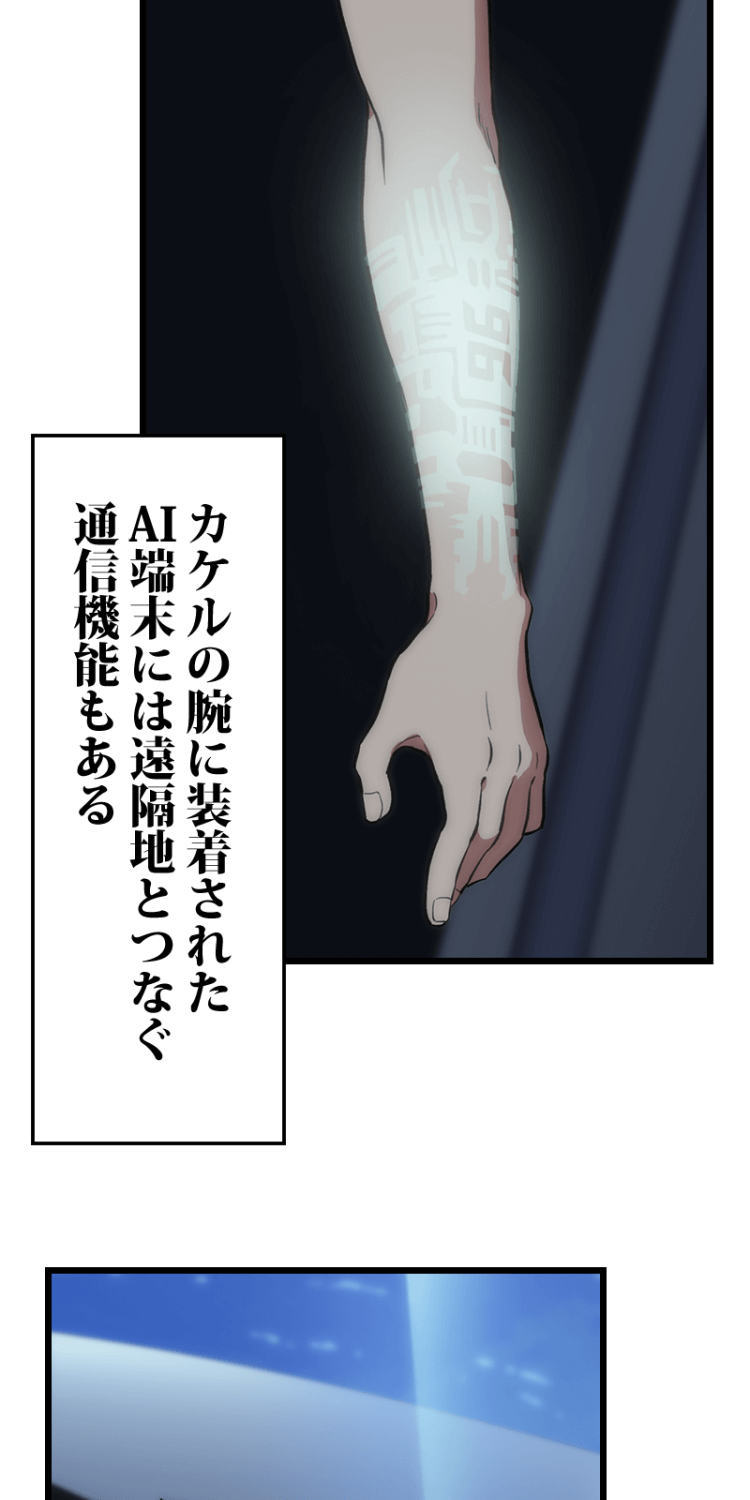 カケルの腕に装着された
AI端末には遠隔地とつなぐ
通信機能もある